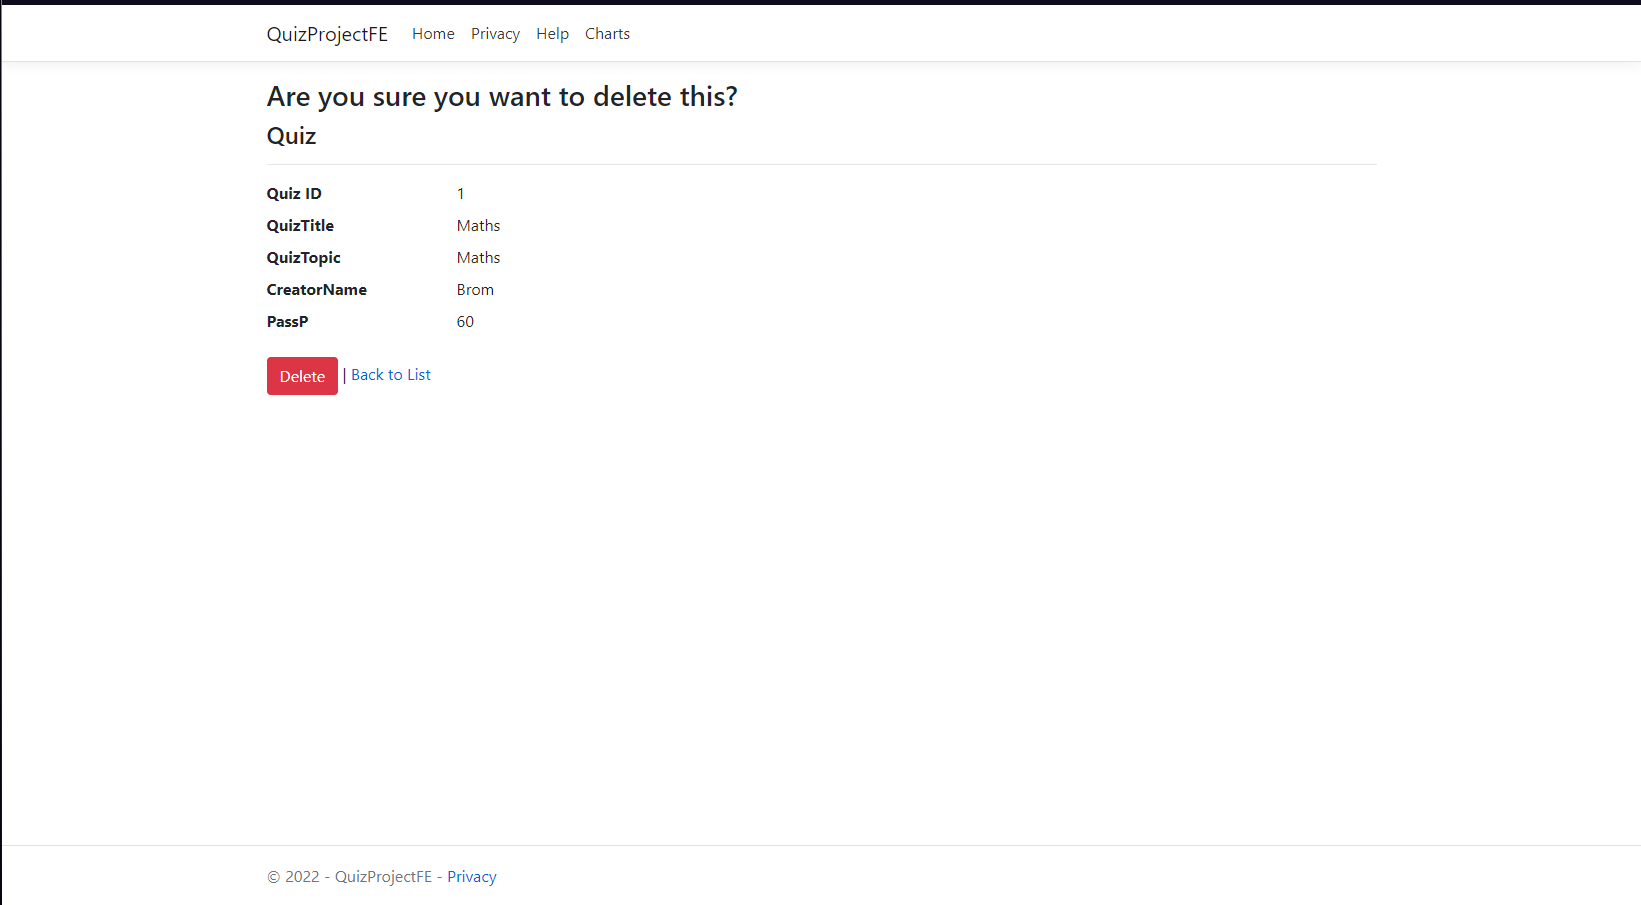 QuizProjectFE Home Privacy Help Charts
Are you sure you want to delete this?
Quiz
Quiz ID 1
QuizTitle Maths
QuizTopic Maths
CreatorName Brom
PassP 60
Delete | Back to List
© 2022 - QuizProjectFE - Privacy